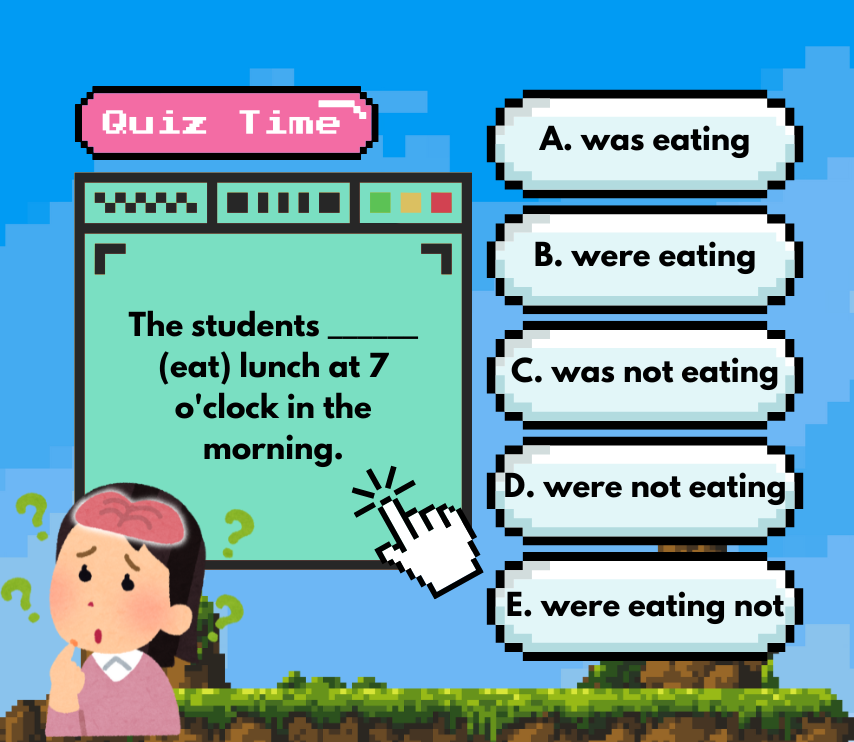 Quiz Time
The students ______
(eat) lunch at 7
o'clock in the
morning.
A. was eating
B. were eating
C. was not eating
D. were not eating
E. were eating not
? ? ? ?